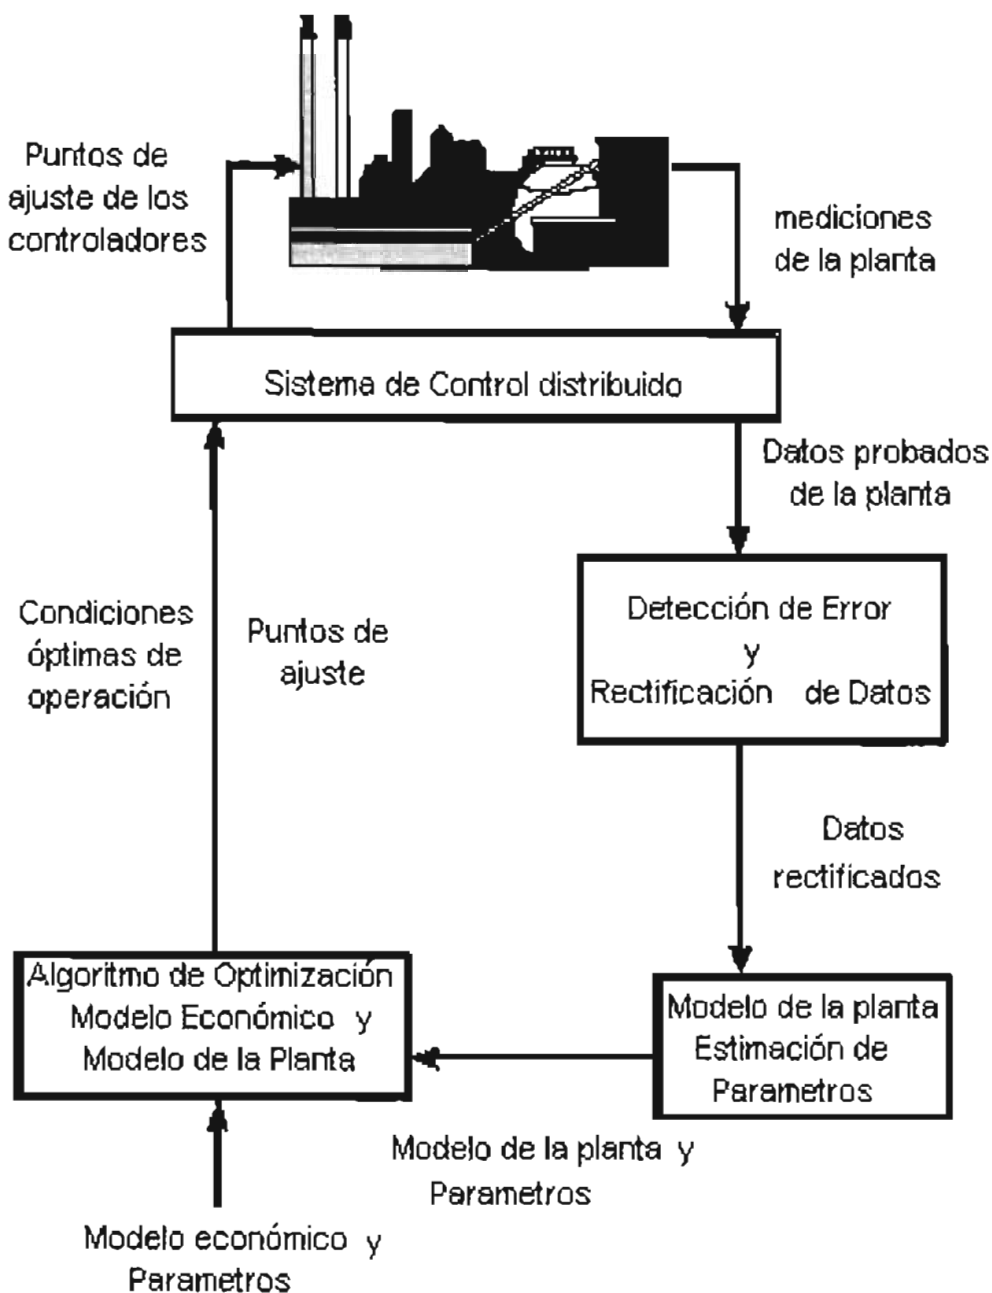 Puntos de
ajuste de los
controladores
mediciones
de la planta
Sistema de Control distribuido
Datos probados
de la planta
Detección de Error
y
Rectificación de Datos
Condiciones
óptimas de
operación
Puntos de
ajuste
Datos
rectificados
Algoritmo de Optimización
Modelo Económico y
Modelo de la Planta
Modelo de la planta
Estimación de
Parametros
Modelo de la planta y
Parametros
Modelo económico y
Parametros